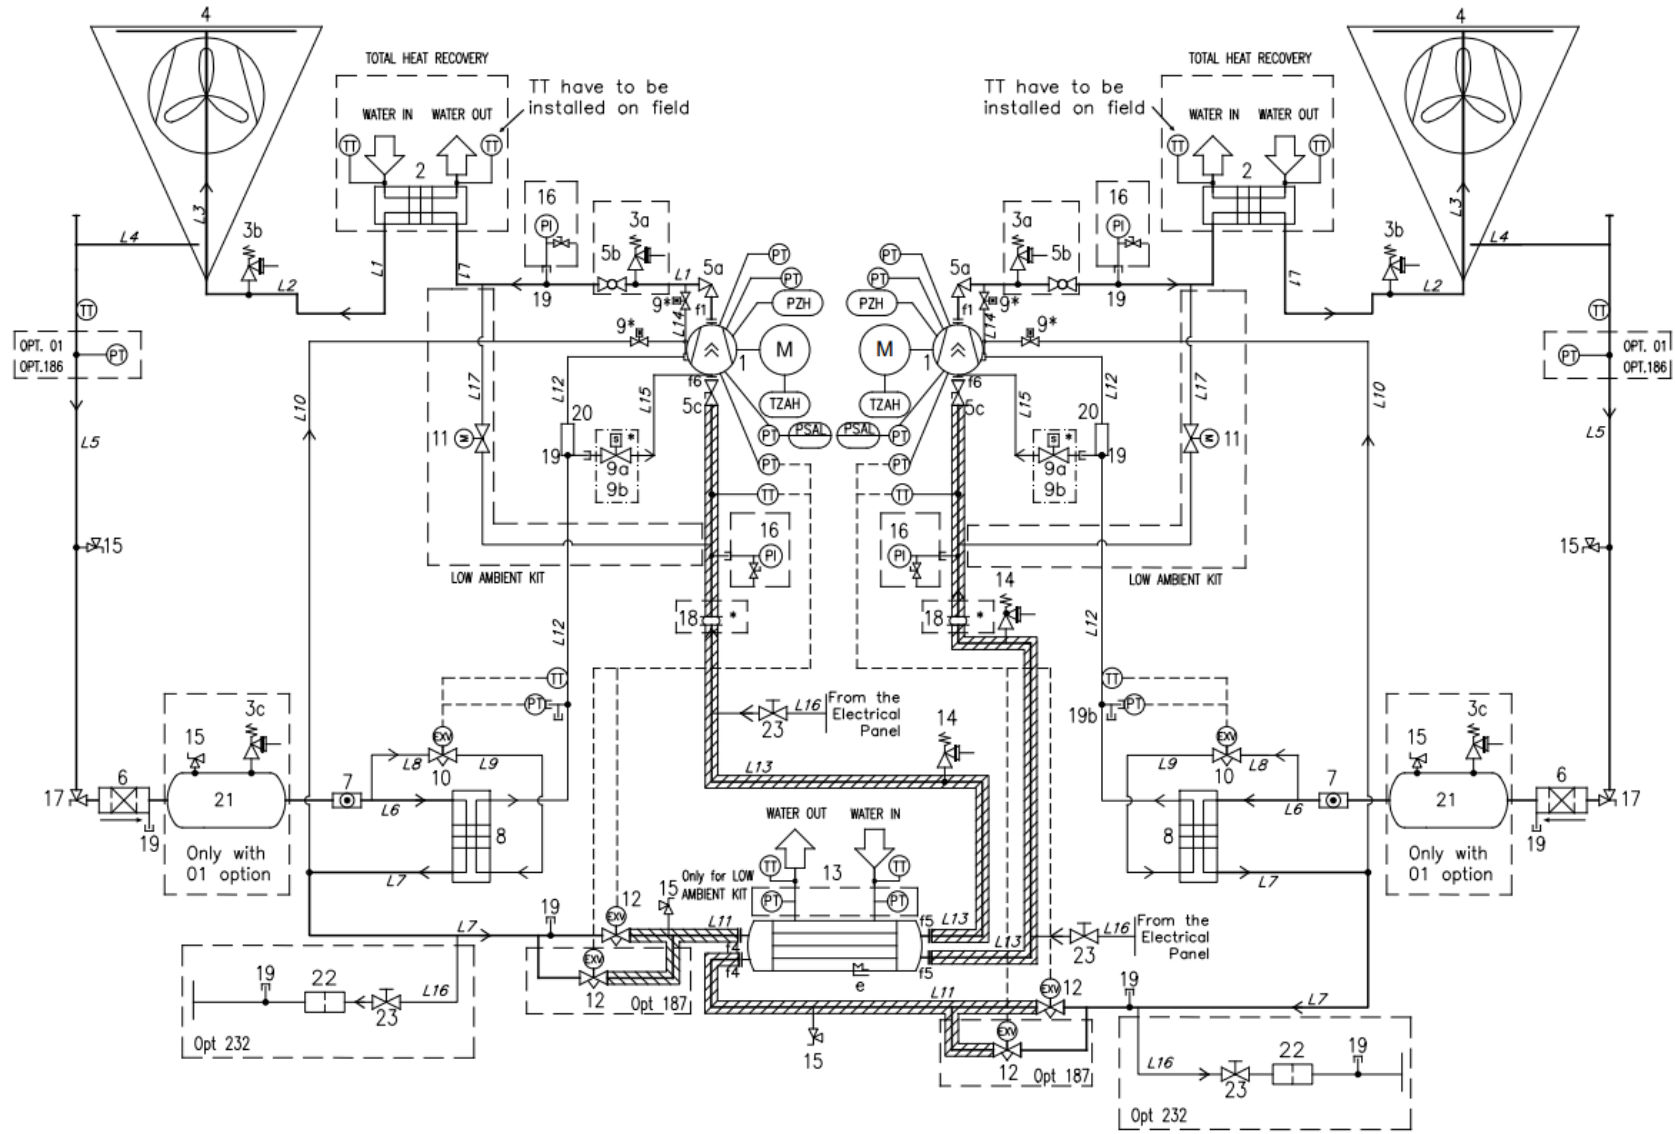 4
4
TOTAL HEAT RECOVERY
TOTAL HEAT RECOVERY
TT have to be
installed on field
TT have to be
installed on field
WATER IN
WATER OUT
WATER IN
WATER OUT
TT
TT
2
TT
TT
2
16
PI
3a
5b
16
PI
3a
5b
L3
L3
3b
3b
L4
L4
L1
L1
L2
L2
L1
L1
5a
5a
19
19
PT
PT
PZH
PT
PT
PZH
f1
f1
9*
9*
L14
L14
9*
9*
TT
TT
OPT. 01
OPT.186
PT
PT
OPT. 01
OPT.186
M
M
1
1
f6
f6
5c
5c
TZAH
TZAH
PT
PSAL
PSAL
PT
PT
PT
L10
L17
L12
L15
L15
L12
L17
L10
L5
L5
11
M
20
19
S
*
9a
9b
S
*
9a
9b
20
19
M
11
TT
TT
16
PI
16
PI
15
15
LOW AMBIENT KIT
LOW AMBIENT KIT
14
18
*
18
*
L12
L12
TT
PT
TT
PT
19b
From the
Electrical
Panel
L16
23
14
15
3c
15
3c
EXV
10
EXV
10
L8
L9
L9
L8
L13
17
6
21
7
L6
8
8
L6
7
21
6
17
19
19
Only with
01 option
Only with
01 option
L7
L7
WATER OUT
WATER IN
TT
TT
13
PT
PT
Only for LOW
AMBIENT KIT
15
19
12
EXV
L11
f4
f4
f5
f5
L13
L13
e
L7
EXV
12
Opt 187
L16
23
From the
Electrical
Panel
19
22
23
L16
Opt 232
L11
15
EXV
12
19
L7
EXV
12
Opt 187
L16
23
22
19
Opt 232